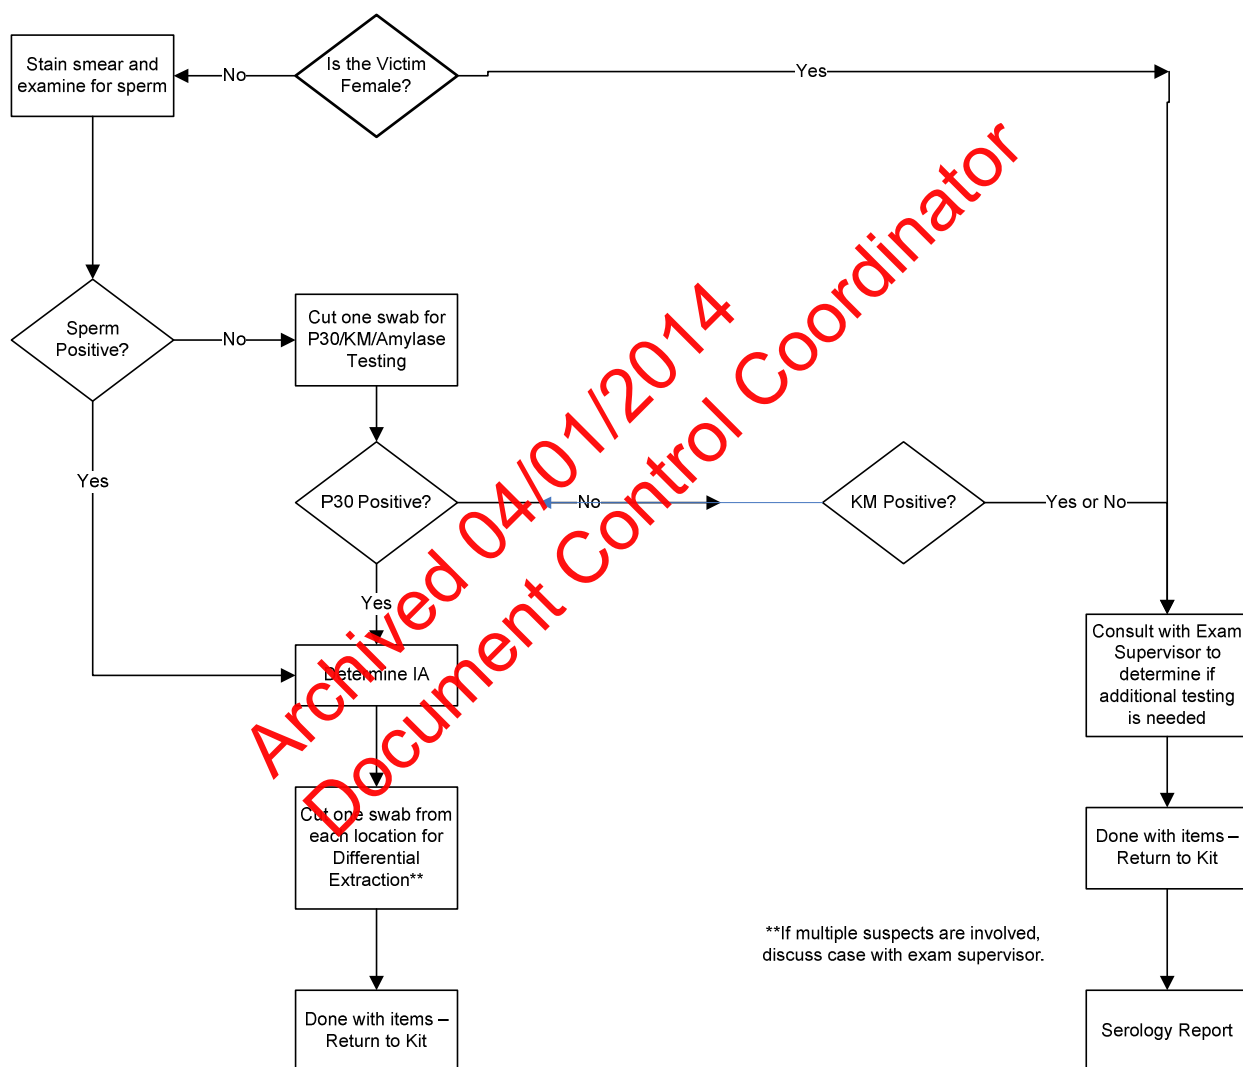 Is the Victim
Female?
No
Yes
Stain smear and
examine for sperm
Sperm
Positive?
No
Yes
Cut one swab for
P30/KM/Amylase
Testing
P30 Positive?
No
Yes
KM Positive?
Yes or No
Determine IA
Cut one swab from
each location for
Differential
Extraction**
Done with items –
Return to Kit
Consult with Exam
Supervisor to
determine if
additional testing
is needed
Done with items –
Return to Kit
Serology Report
**If multiple suspects are involved,
discuss case with exam supervisor.
Archived 04/01/2014
Document Control Coordinator